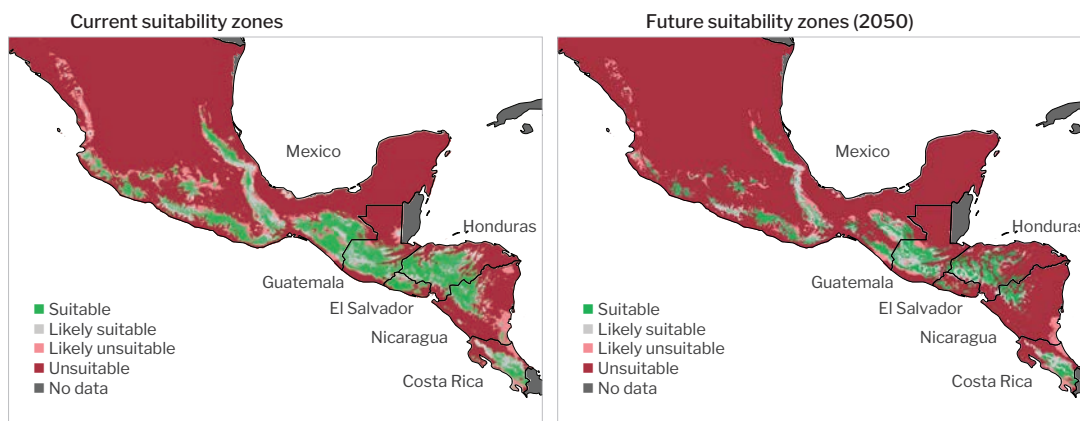 Current suitability zones
Mexico
Honduras
Guatemala
El Salvador
Nicaragua
Costa Rica
Suitable
Likely suitable
Likely unsuitable
Unsuitable
No data
Future suitability zones (2050)
Mexico
Honduras
Guatemala
El Salvador
Nicaragua
Costa Rica
Suitable
Likely suitable
Likely unsuitable
Unsuitable
No data